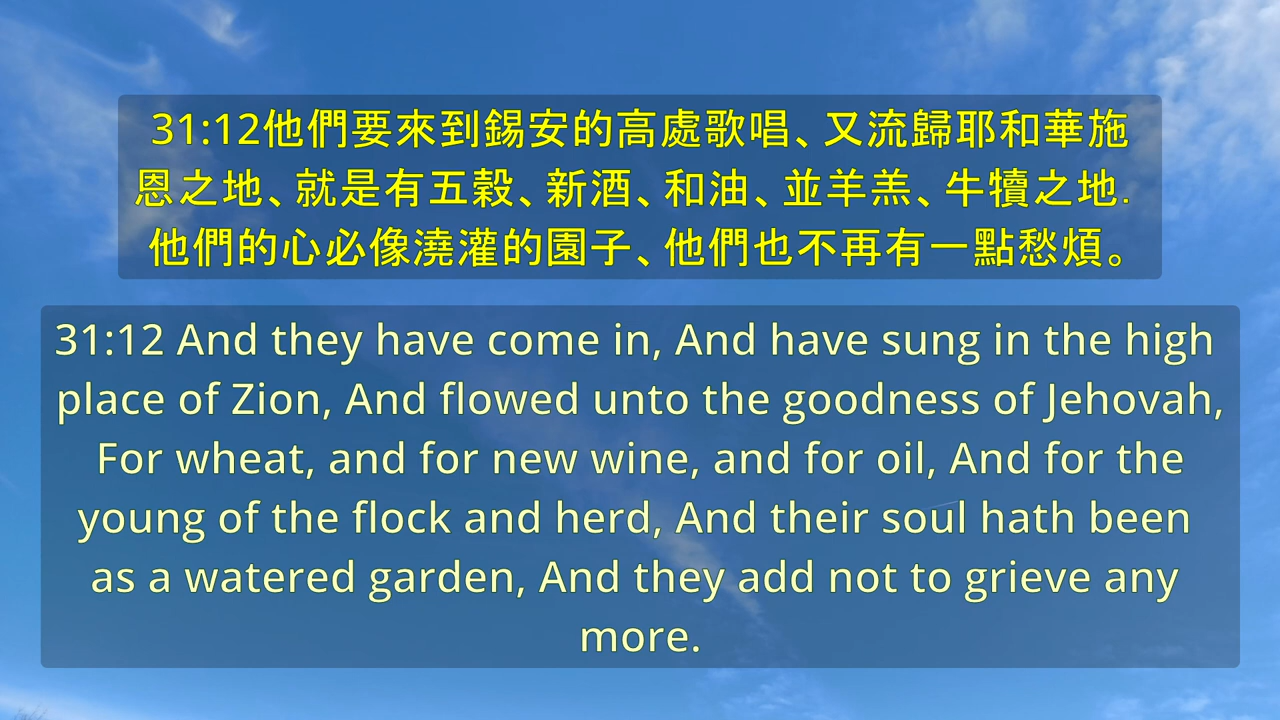 31:12他們要來到錫安的高處歌唱、又流歸耶和華施
恩之地、就是有五穀、新酒、和油、並羊羔、牛犢之地.
他們的心必像澆灌的園子、他們也不再有一點愁煩。
31:12 And they have come in, And have sung in the high
place of Zion, And flowed unto the goodness of Jehovah,
For wheat, and for new wine, and for oil, And for the
young of the flock and herd, And their soul hath been
as a watered garden, And they add not to grieve any
more.